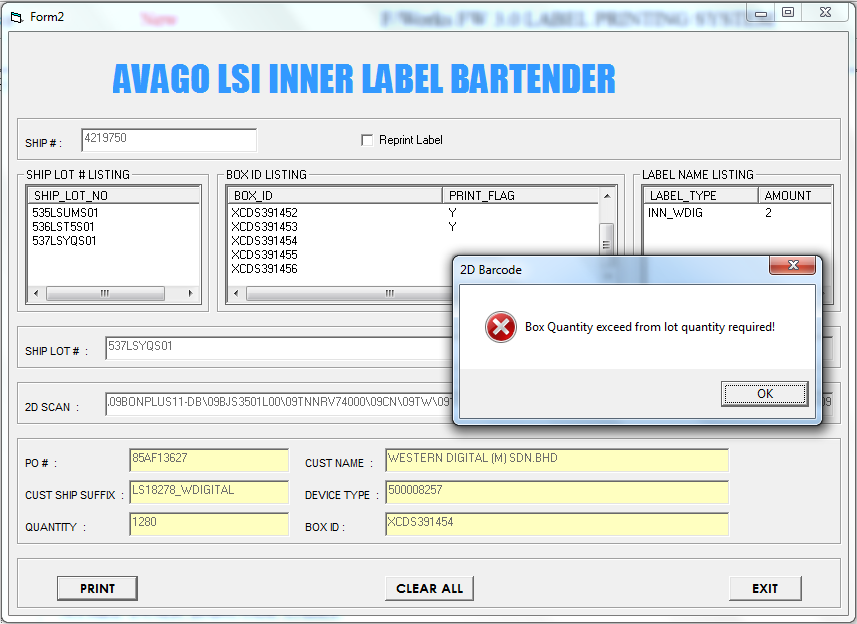 Form2
New
F/Works FW 3.0 LABEL PRINTING SYSTEM
AVAGO LSI INNER LABEL BARTENDER
SHIP # :
4219750
Reprint Label
SHIP LOT # LISTING
SHIP_LOT_NO
535LSUMS01
536LST5S01
537LSYQS01
BOX ID LISTING
BOX_ID PRINT_FLAG
XCDS391452 Y
XCDS391453 Y
XCDS391454
XCDS391455
XCDS391456
LABEL NAME LISTING
LABEL_TYPE AMOUNT
INN_WDIG 2
2D Barcode
Box Quantity exceed from lot quantity required!
OK
SHIP LOT # :
537LSYQS01
2D SCAN :
.09BONPLUS11-DB\09BJS3501L00\09TNNRV74000\09CN\09TW\09
PO # :
85AF13627
CUST NAME :
WESTERN DIGITAL (M) SDN.BHD
CUST SHIP SUFFIX :
LS18278_WDIGITAL
DEVICE TYPE :
500008257
QUANTITY :
1280
BOX ID :
XCDS391454
PRINT
CLEAR ALL
EXIT